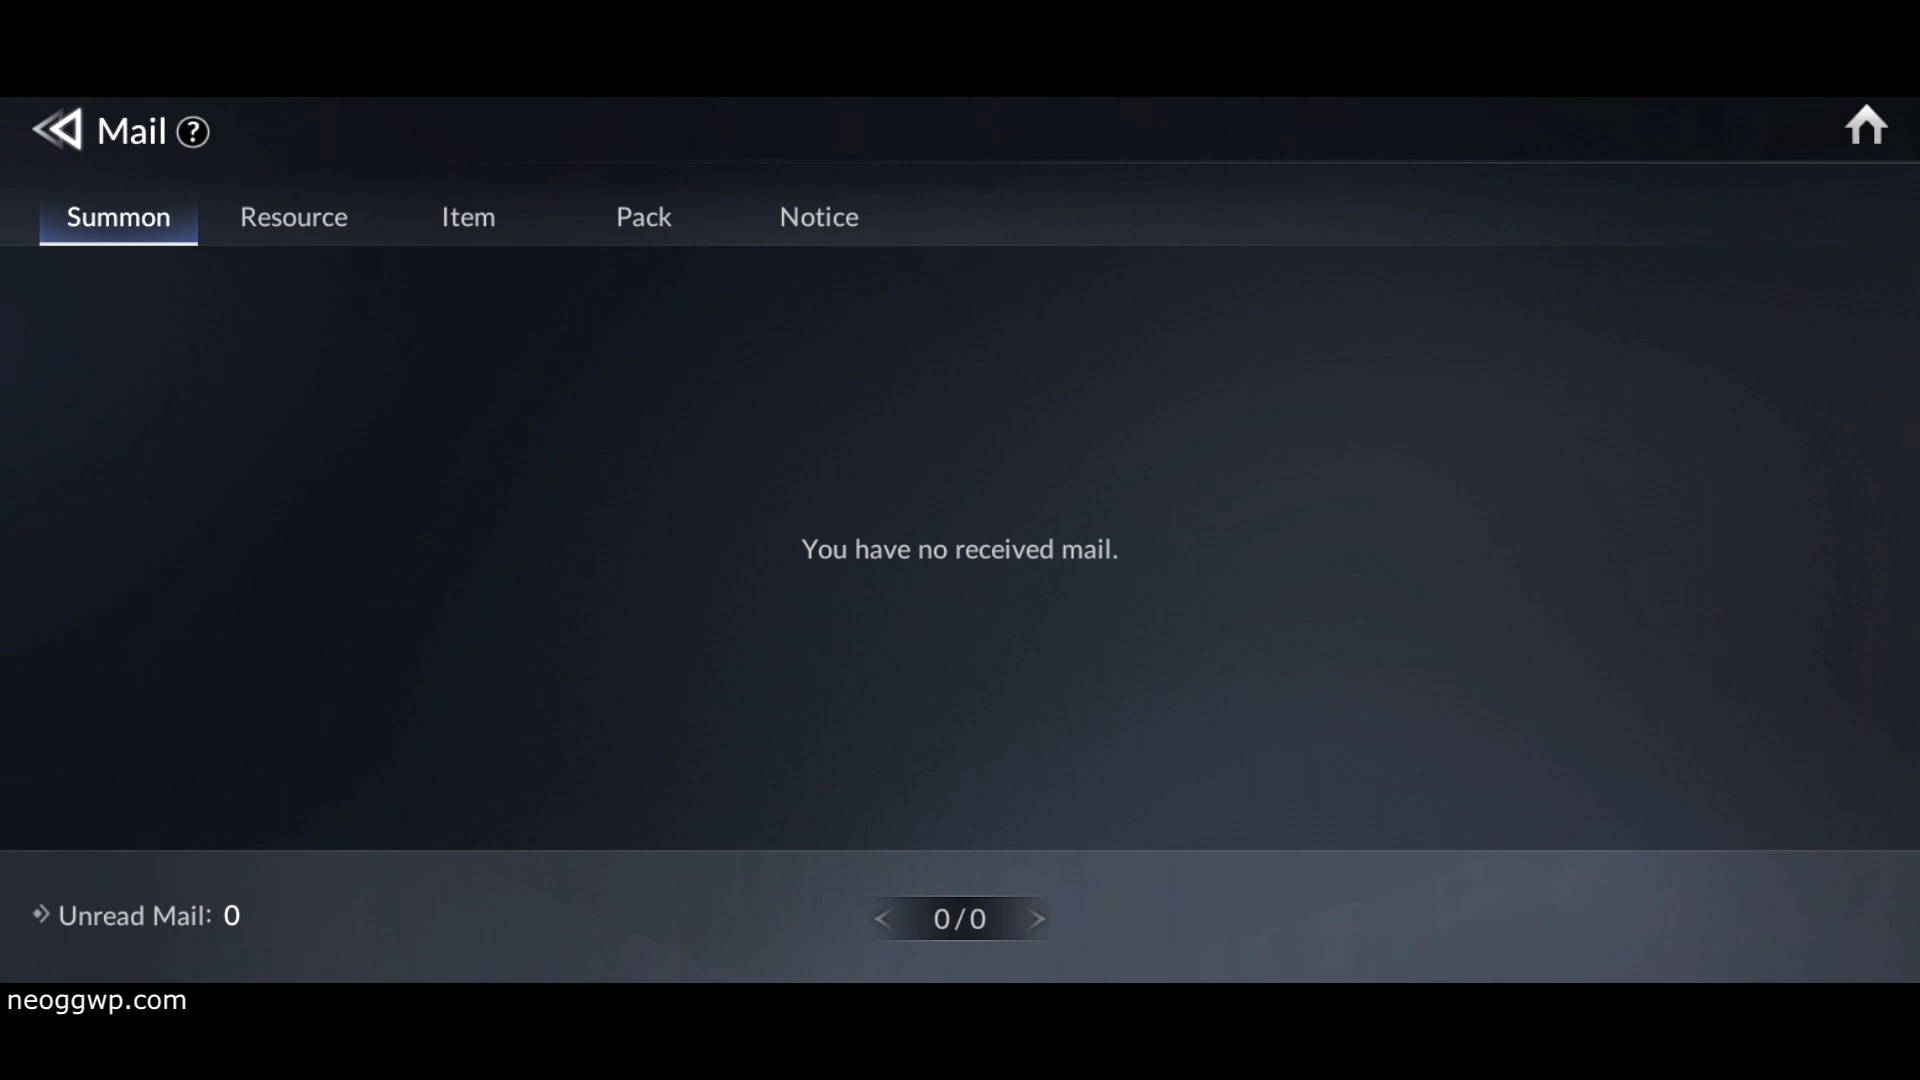 Mail ?
Summon Resource Item Pack Notice
You have no received mail.
Unread Mail: 0
0/0
neoggwp.com